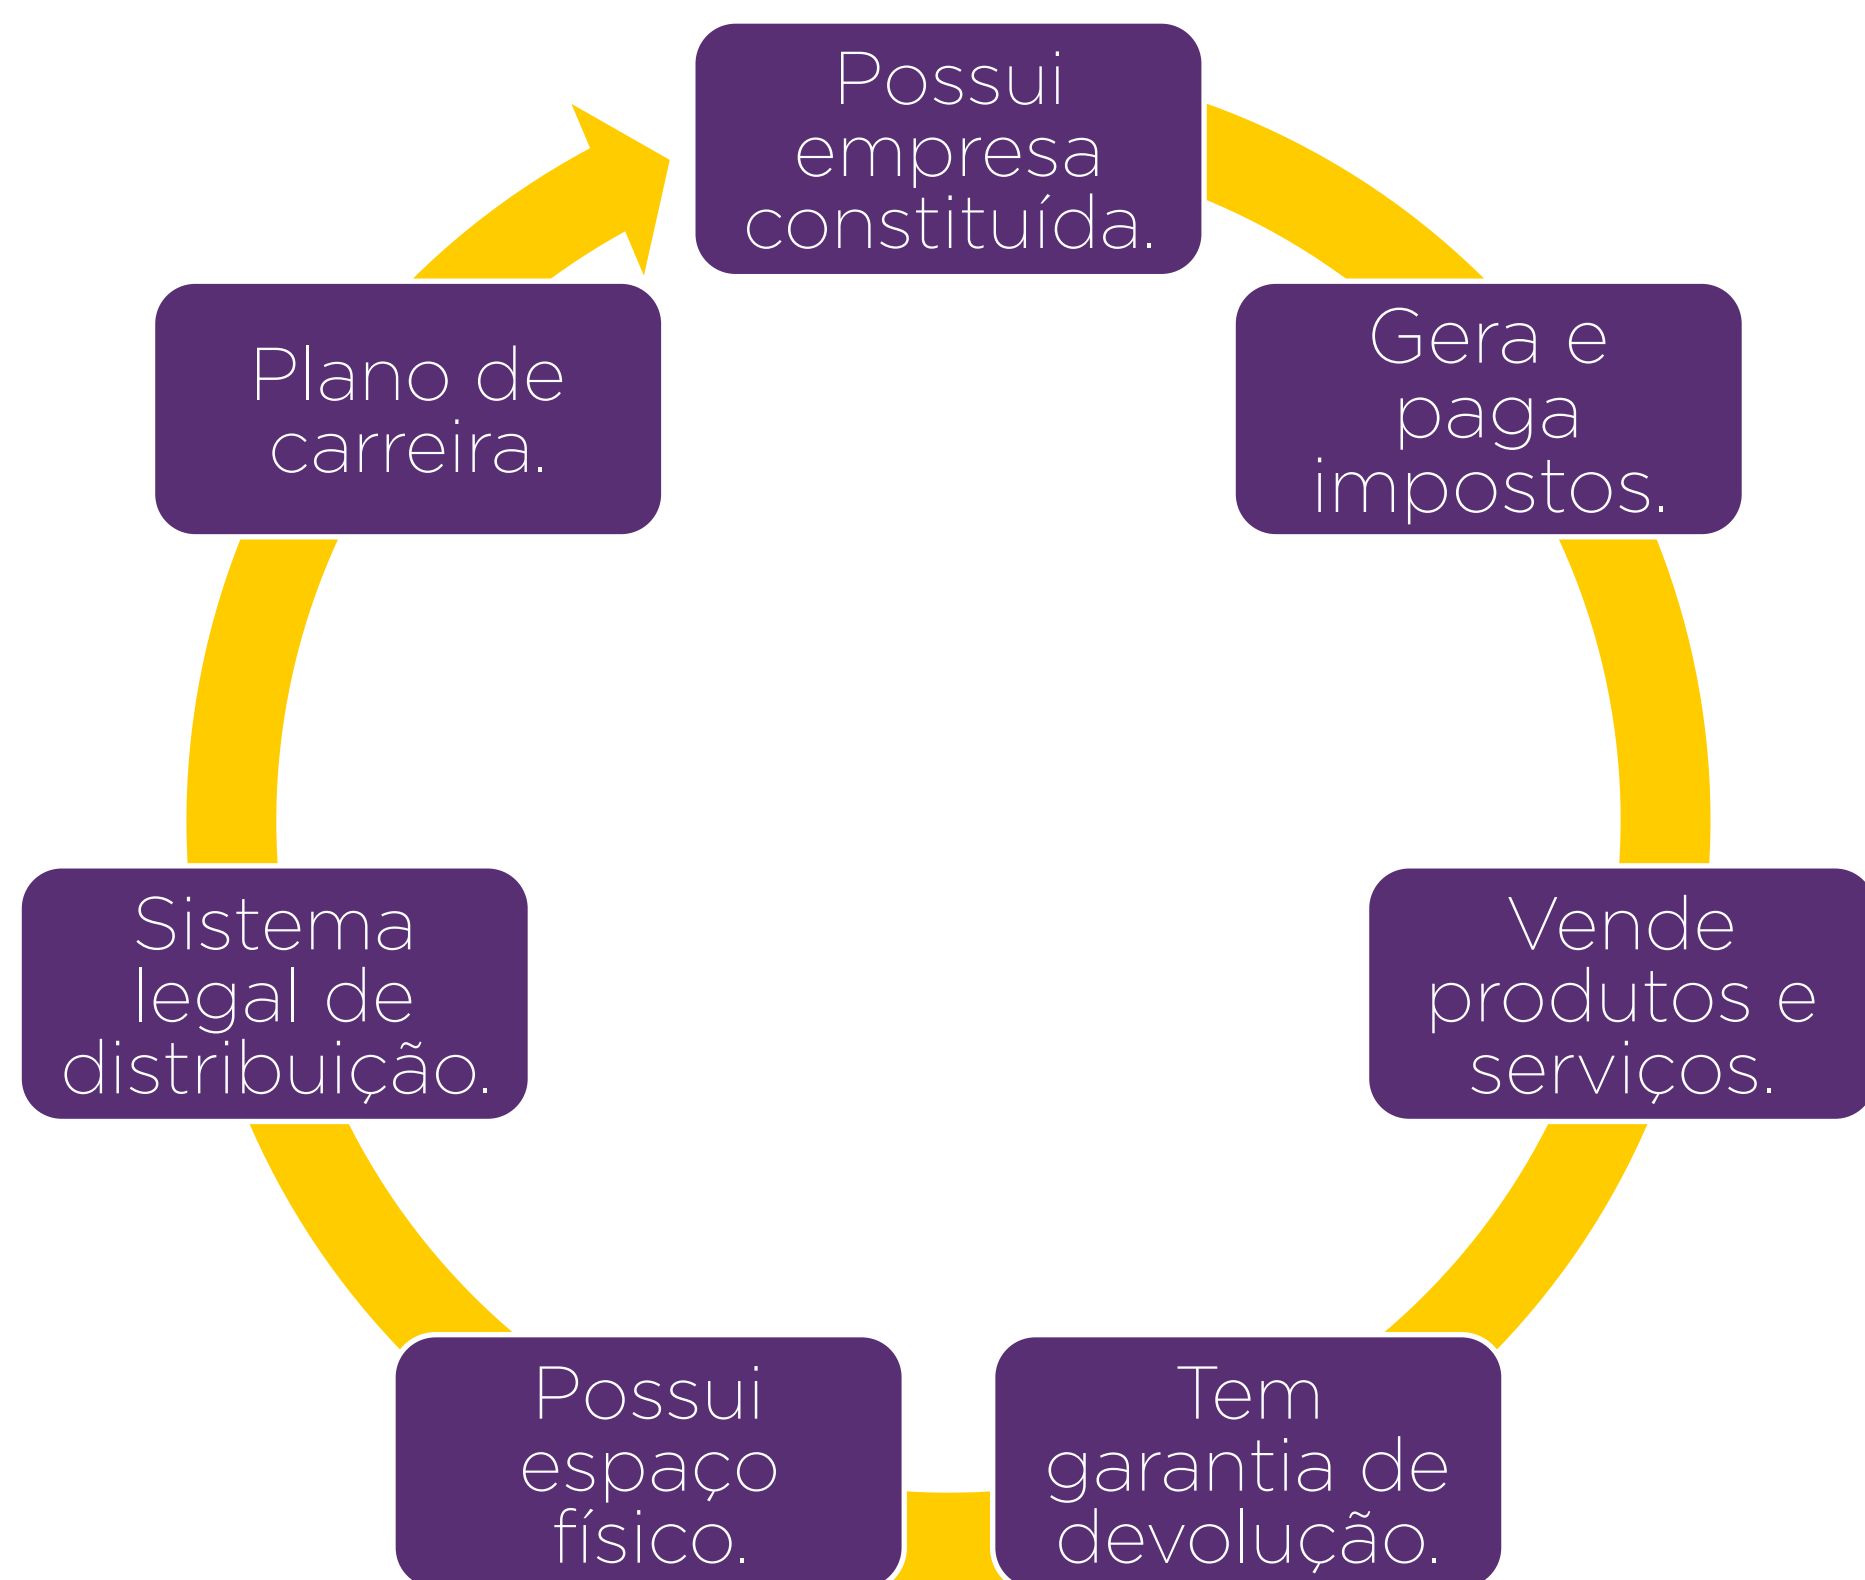 Possui
empresa
constituída.
Gera e
paga
impostos.
Vende
produtos e
serviços.
Tem
garantia de
devolução.
Possui
espaço
físico.
Sistema
legal de
distribuição.
Plano de
carreira.